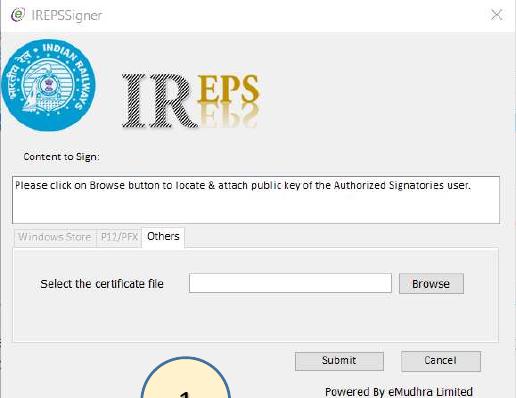 IREPSSigner
भारतीय रेल
INDIAN RAILWAYS
IREPS
Content to Sign:
Please click on Browse button to locate & attach public key of the Authorized Signatories user.
Windows Store P12/PFX Others
Select the certificate file Browse
Submit Cancel
1
Powered By eMudhra Limited